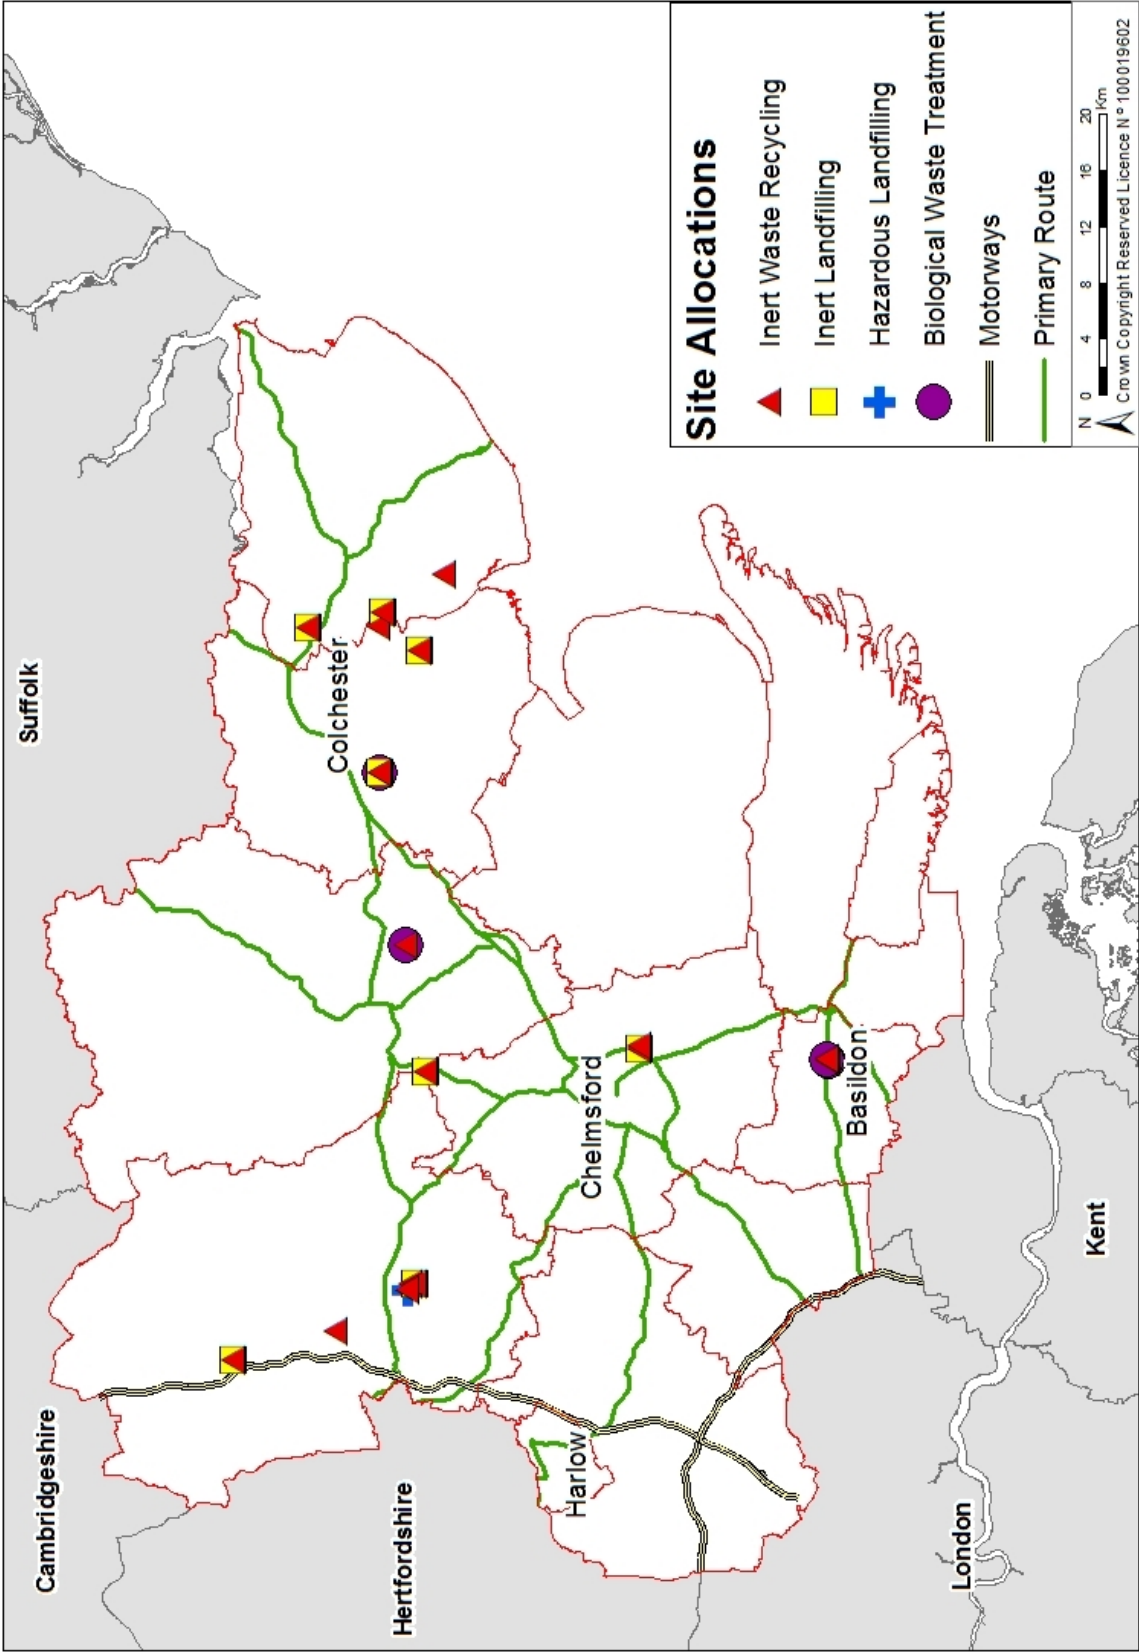 Cambridgeshire
Suffolk
Hertfordshire
Colchester
Harlow
Chelmsford
Basildon
London
Kent
Site Allocations
Inert Waste Recycling
Inert Landfilling
Hazardous Landfilling
Biological Waste Treatment
Motorways
Primary Route
N
0 4 8 12 16 20
Km
Crown Copyright Reserved Licence Nº 100019602